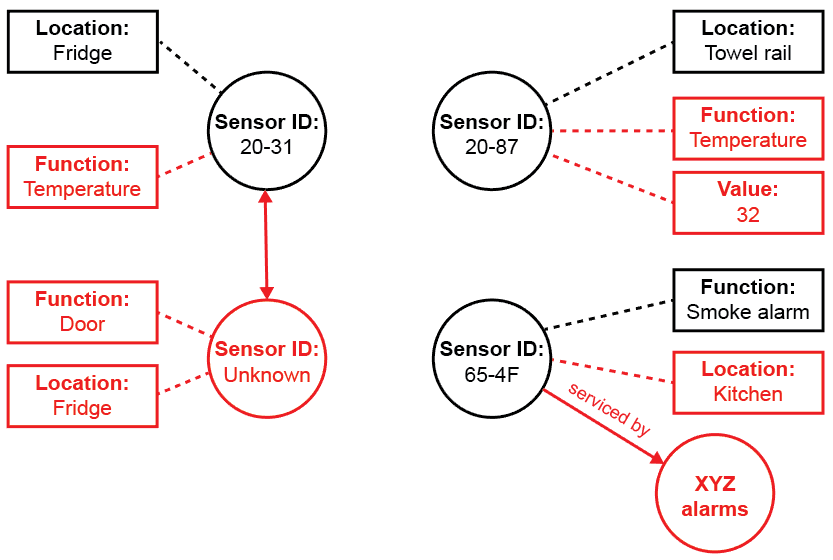 Location:
Fridge
Sensor ID:
20-31
Function:
Temperature
Function:
Door
Sensor ID:
Unknown
Location:
Fridge
Location:
Towel rail
Sensor ID:
20-87
Function:
Temperature
Value:
32
Function:
Smoke alarm
Sensor ID:
65-4F
Location:
Kitchen
serviced by
XYZ
alarms